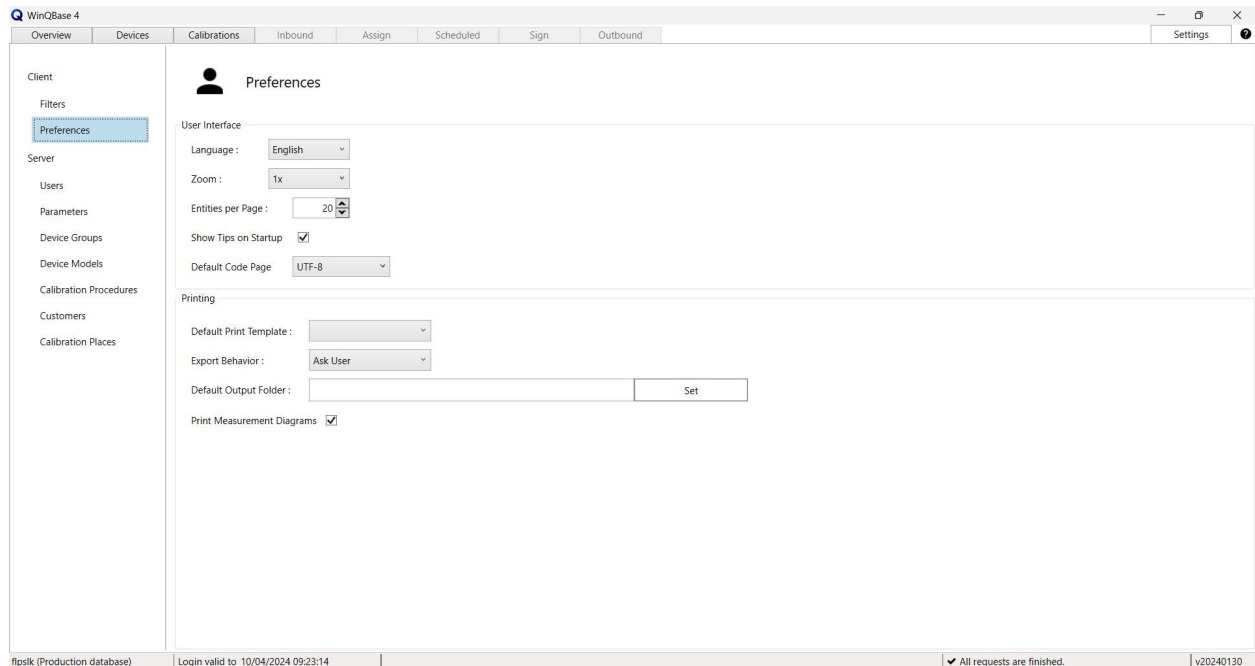 WinQBase 4
Overview Devices Calibrations Inbound Assign Scheduled Sign Outbound Settings ?
Client
Filters
Preferences
Server
Users
Parameters
Device Groups
Device Models
Calibration Procedures
Customers
Calibration Places
Preferences
User Interface
Language : English
Zoom : 1x
Entities per Page : 20
Show Tips on Startup
Default Code Page UTF-8
Printing
Default Print Template :
Export Behavior : Ask User
Default Output Folder : Set
Print Measurement Diagrams
flpslk (Production database) Login valid to 10/04/2024 09:23:14 All requests are finished. v20240130